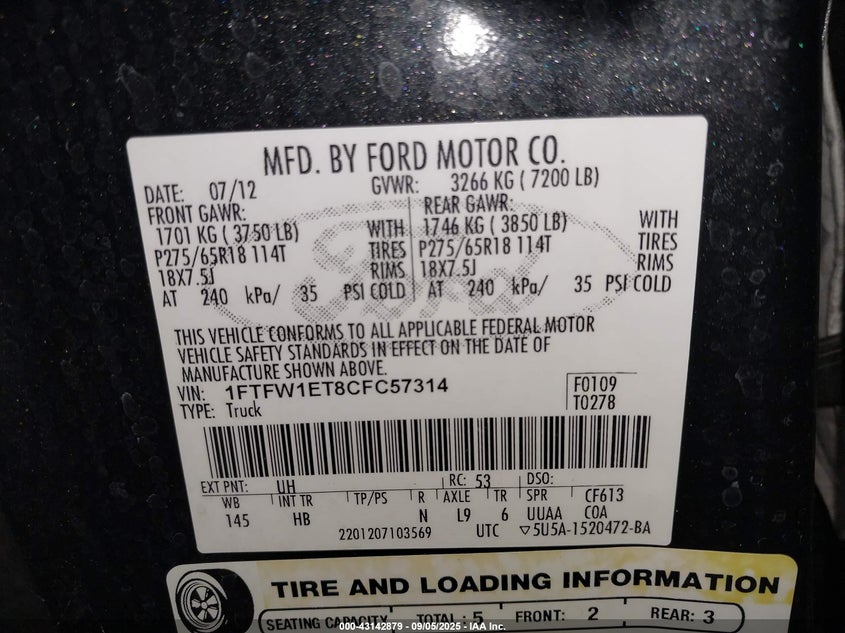 MFD. BY FORD MOTOR CO.
DATE: 07/12 GVWR: 3266 KG ( 7200 LB)
FRONT GAWR: REAR GAWR:
1701 KG ( 3750 LB) WITH 1746 KG ( 3850 LB) WITH
P275/65R18 114T TIRES P275/65R18 114T TIRES
18X7.5J RIMS 18X7.5J RIMS
AT 240 kPa/ 35 PSI COLD AT 240 kPa/ 35 PSI COLD
Ford
THIS VEHICLE CONFORMS TO ALL APPLICABLE FEDERAL MOTOR
VEHICLE SAFETY STANDARDS IN EFFECT ON THE DATE OF
MANUFACTURE SHOWN ABOVE.
VIN: 1FTFW1ET8CFC57314 F0109
TYPE: Truck T0278
EXT PNT: UH RC: 53 DSO:
WB INT TR TP/PS R AXLE TR SPR CF613
145 HB N L9 6 UUAA COA
2201207103569 UTC ▽5U5A-1520472-BA
TIRE AND LOADING INFORMATION
SEATING CAPACITY TOTAL: 5 FRONT: 2 REAR: 3
000-43142879 - 09/05/2025 - IAA Inc.